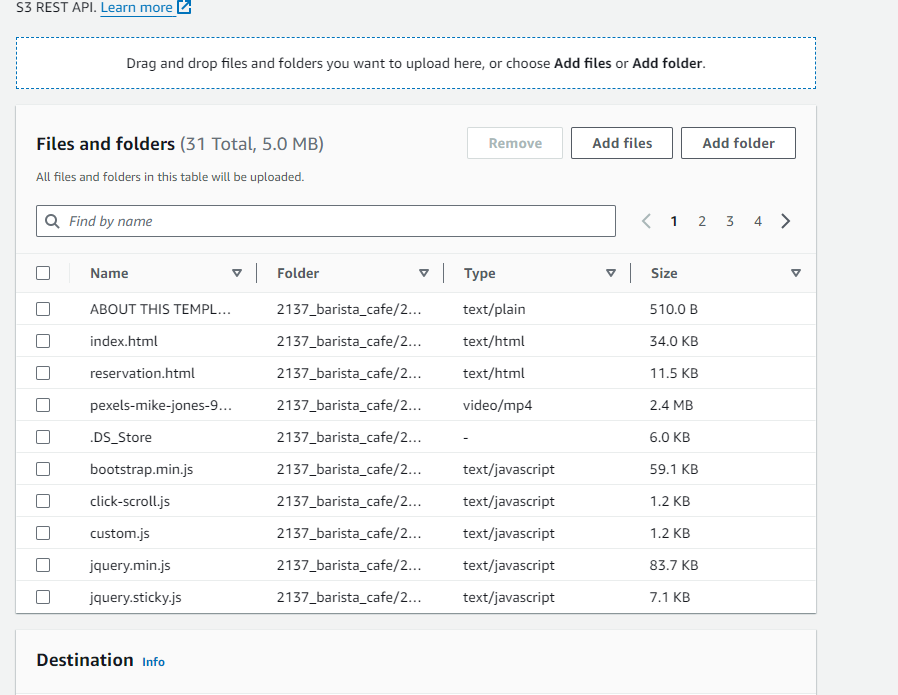 S3 REST API. Learn more
Drag and drop files and folders you want to upload here, or choose Add files or Add folder.
Files and folders (31 Total, 5.0 MB)
Remove
Add files
Add folder
All files and folders in this table will be uploaded.
Find by name
1 2 3 4
Name Folder Type Size
ABOUT THIS TEMPL... 2137_barista_cafe/2... text/plain 510.0 B
index.html 2137_barista_cafe/2... text/html 34.0 KB
reservation.html 2137_barista_cafe/2... text/html 11.5 KB
pexels-mike-jones-9... 2137_barista_cafe/2... video/mp4 2.4 MB
.DS_Store 2137_barista_cafe/2... - 6.0 KB
bootstrap.min.js 2137_barista_cafe/2... text/javascript 59.1 KB
click-scroll.js 2137_barista_cafe/2... text/javascript 1.2 KB
custom.js 2137_barista_cafe/2... text/javascript 1.2 KB
jquery.min.js 2137_barista_cafe/2... text/javascript 83.7 KB
jquery.sticky.js 2137_barista_cafe/2... text/javascript 7.1 KB
Destination Info